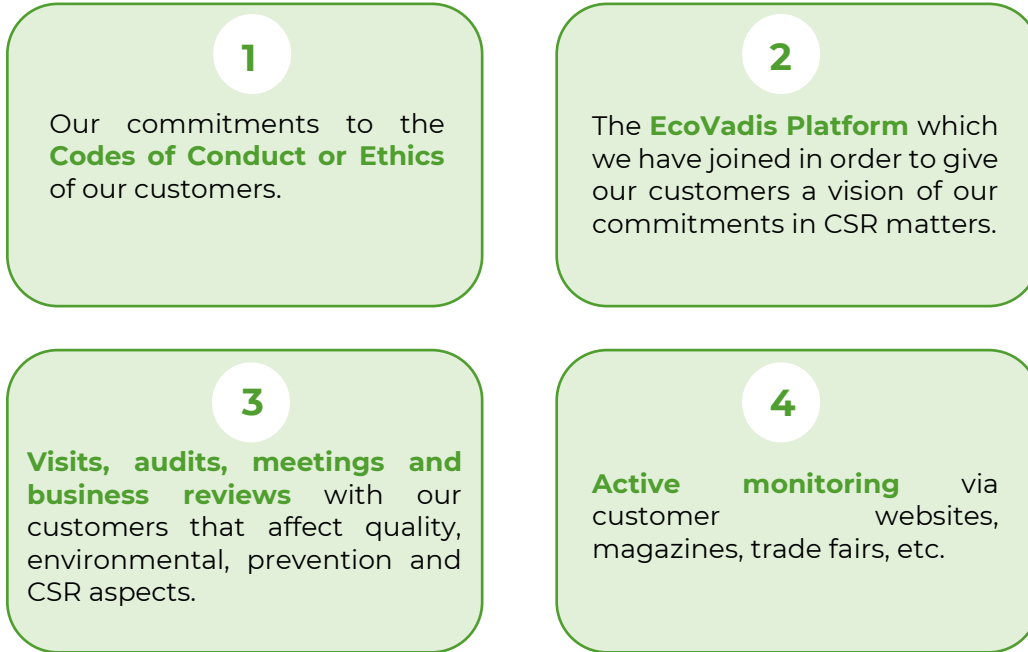 1
Our commitments to the
Codes of Conduct or Ethics
of our customers.
2
The EcoVadis Platform which
we have joined in order to give
our customers a vision of our
commitments in CSR matters.
3
Visits, audits, meetings and
business reviews with our
customers that affect quality,
environmental, prevention and
CSR aspects.
4
Active monitoring via
customer websites,
magazines, trade fairs, etc.